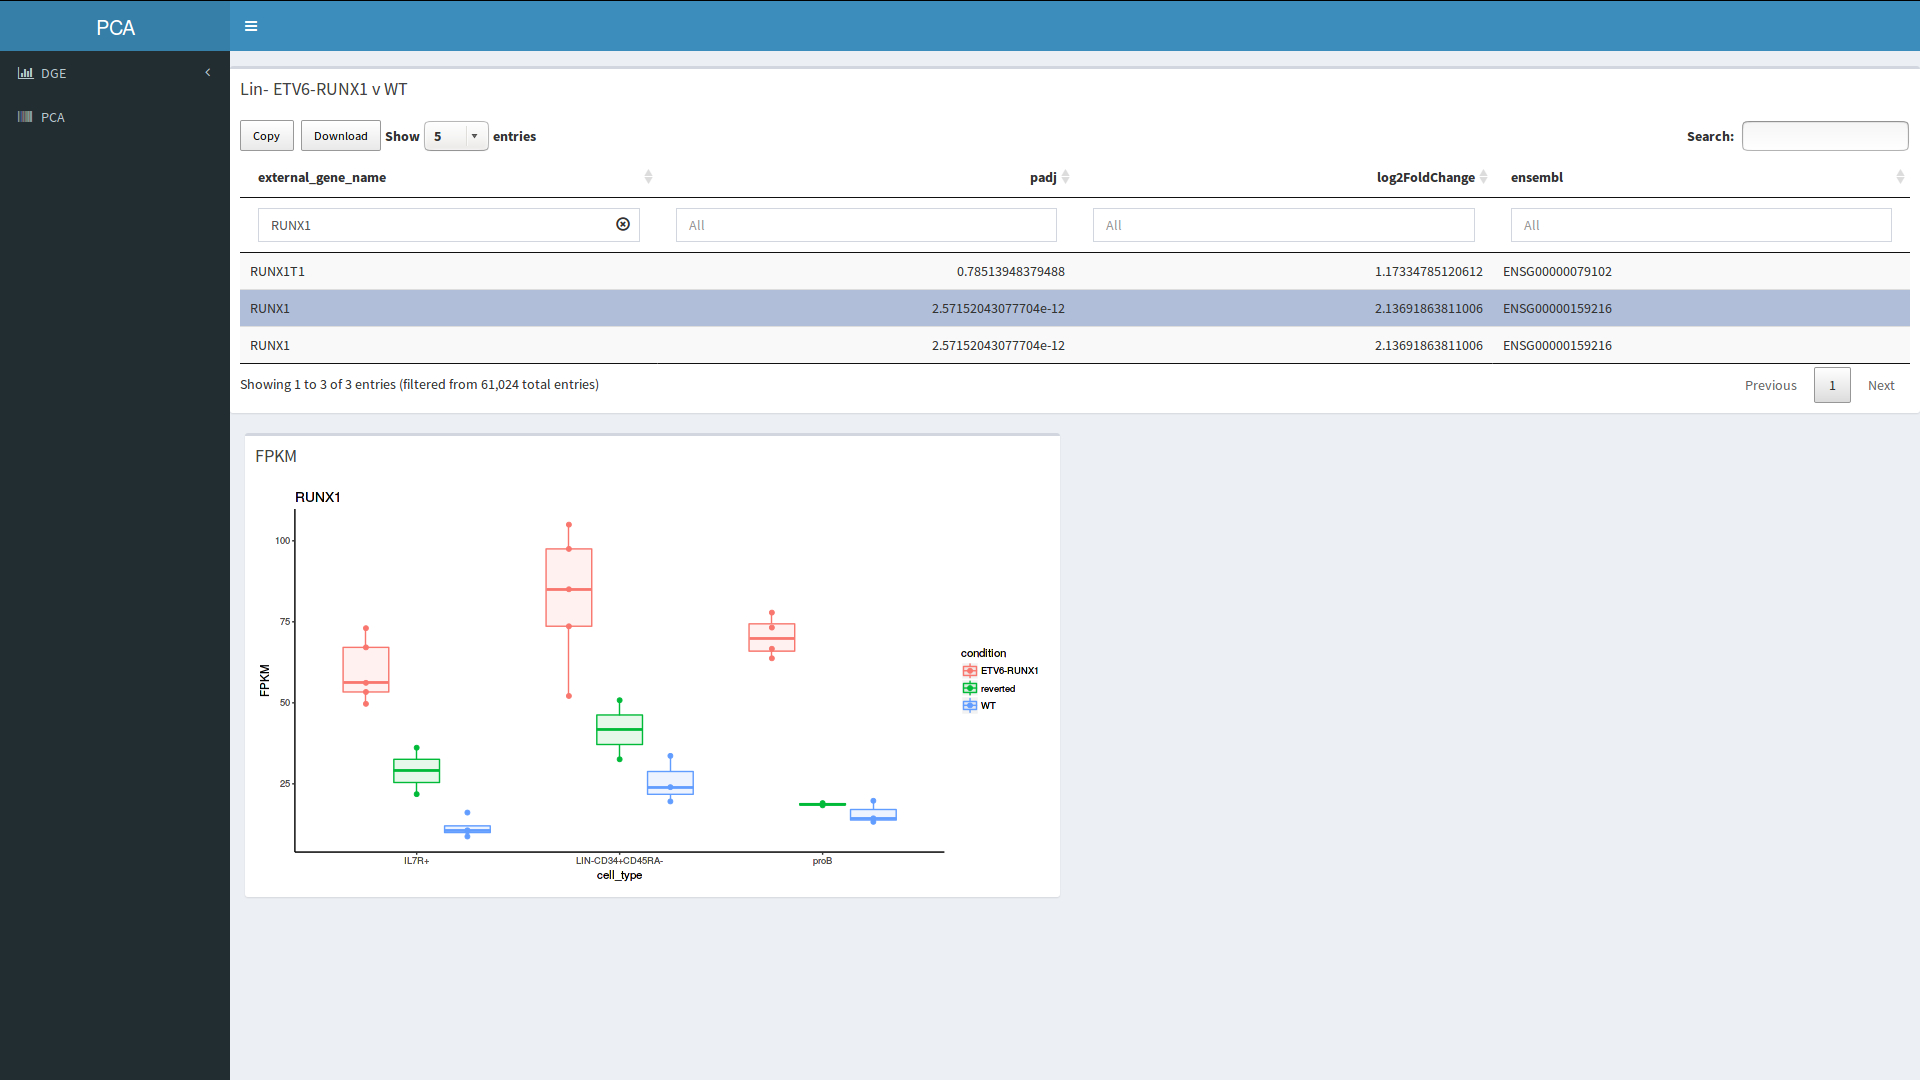 PCA
DGE
PCA
Lin- ETV6-RUNX1 v WT
Copy Download Show 5 entries Search:
external_gene_name padj log2FoldChange ensembl
RUNX1 All All All
RUNX1T1 0.78513948379488 1.17334785120612 ENSG00000079102
RUNX1 2.57152043077704e-12 2.13691863811006 ENSG00000159216
RUNX1 2.57152043077704e-12 2.13691863811006 ENSG00000159216
Showing 1 to 3 of 3 entries (filtered from 61,024 total entries) Previous 1 Next
FPKM
RUNX1
100
75
50
25
FPKM
IL7R+ LIN-CD34+CD45RA- proB
cell_type
condition
ETV6-RUNX1
reverted
WT